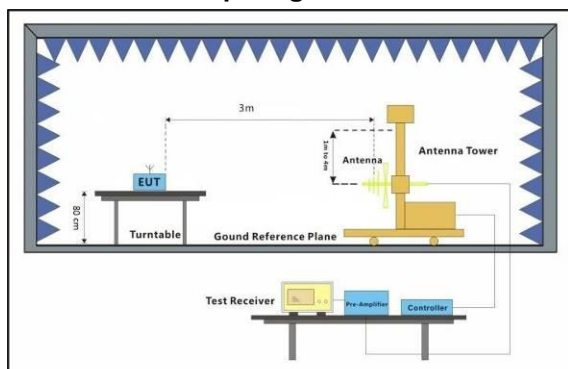 3m
1m to 4m
Antenna
Antenna Tower
EUT
80 cm
Turntable
Gound Reference Plane
Test Receiver
Pre-Amplifier
Controller